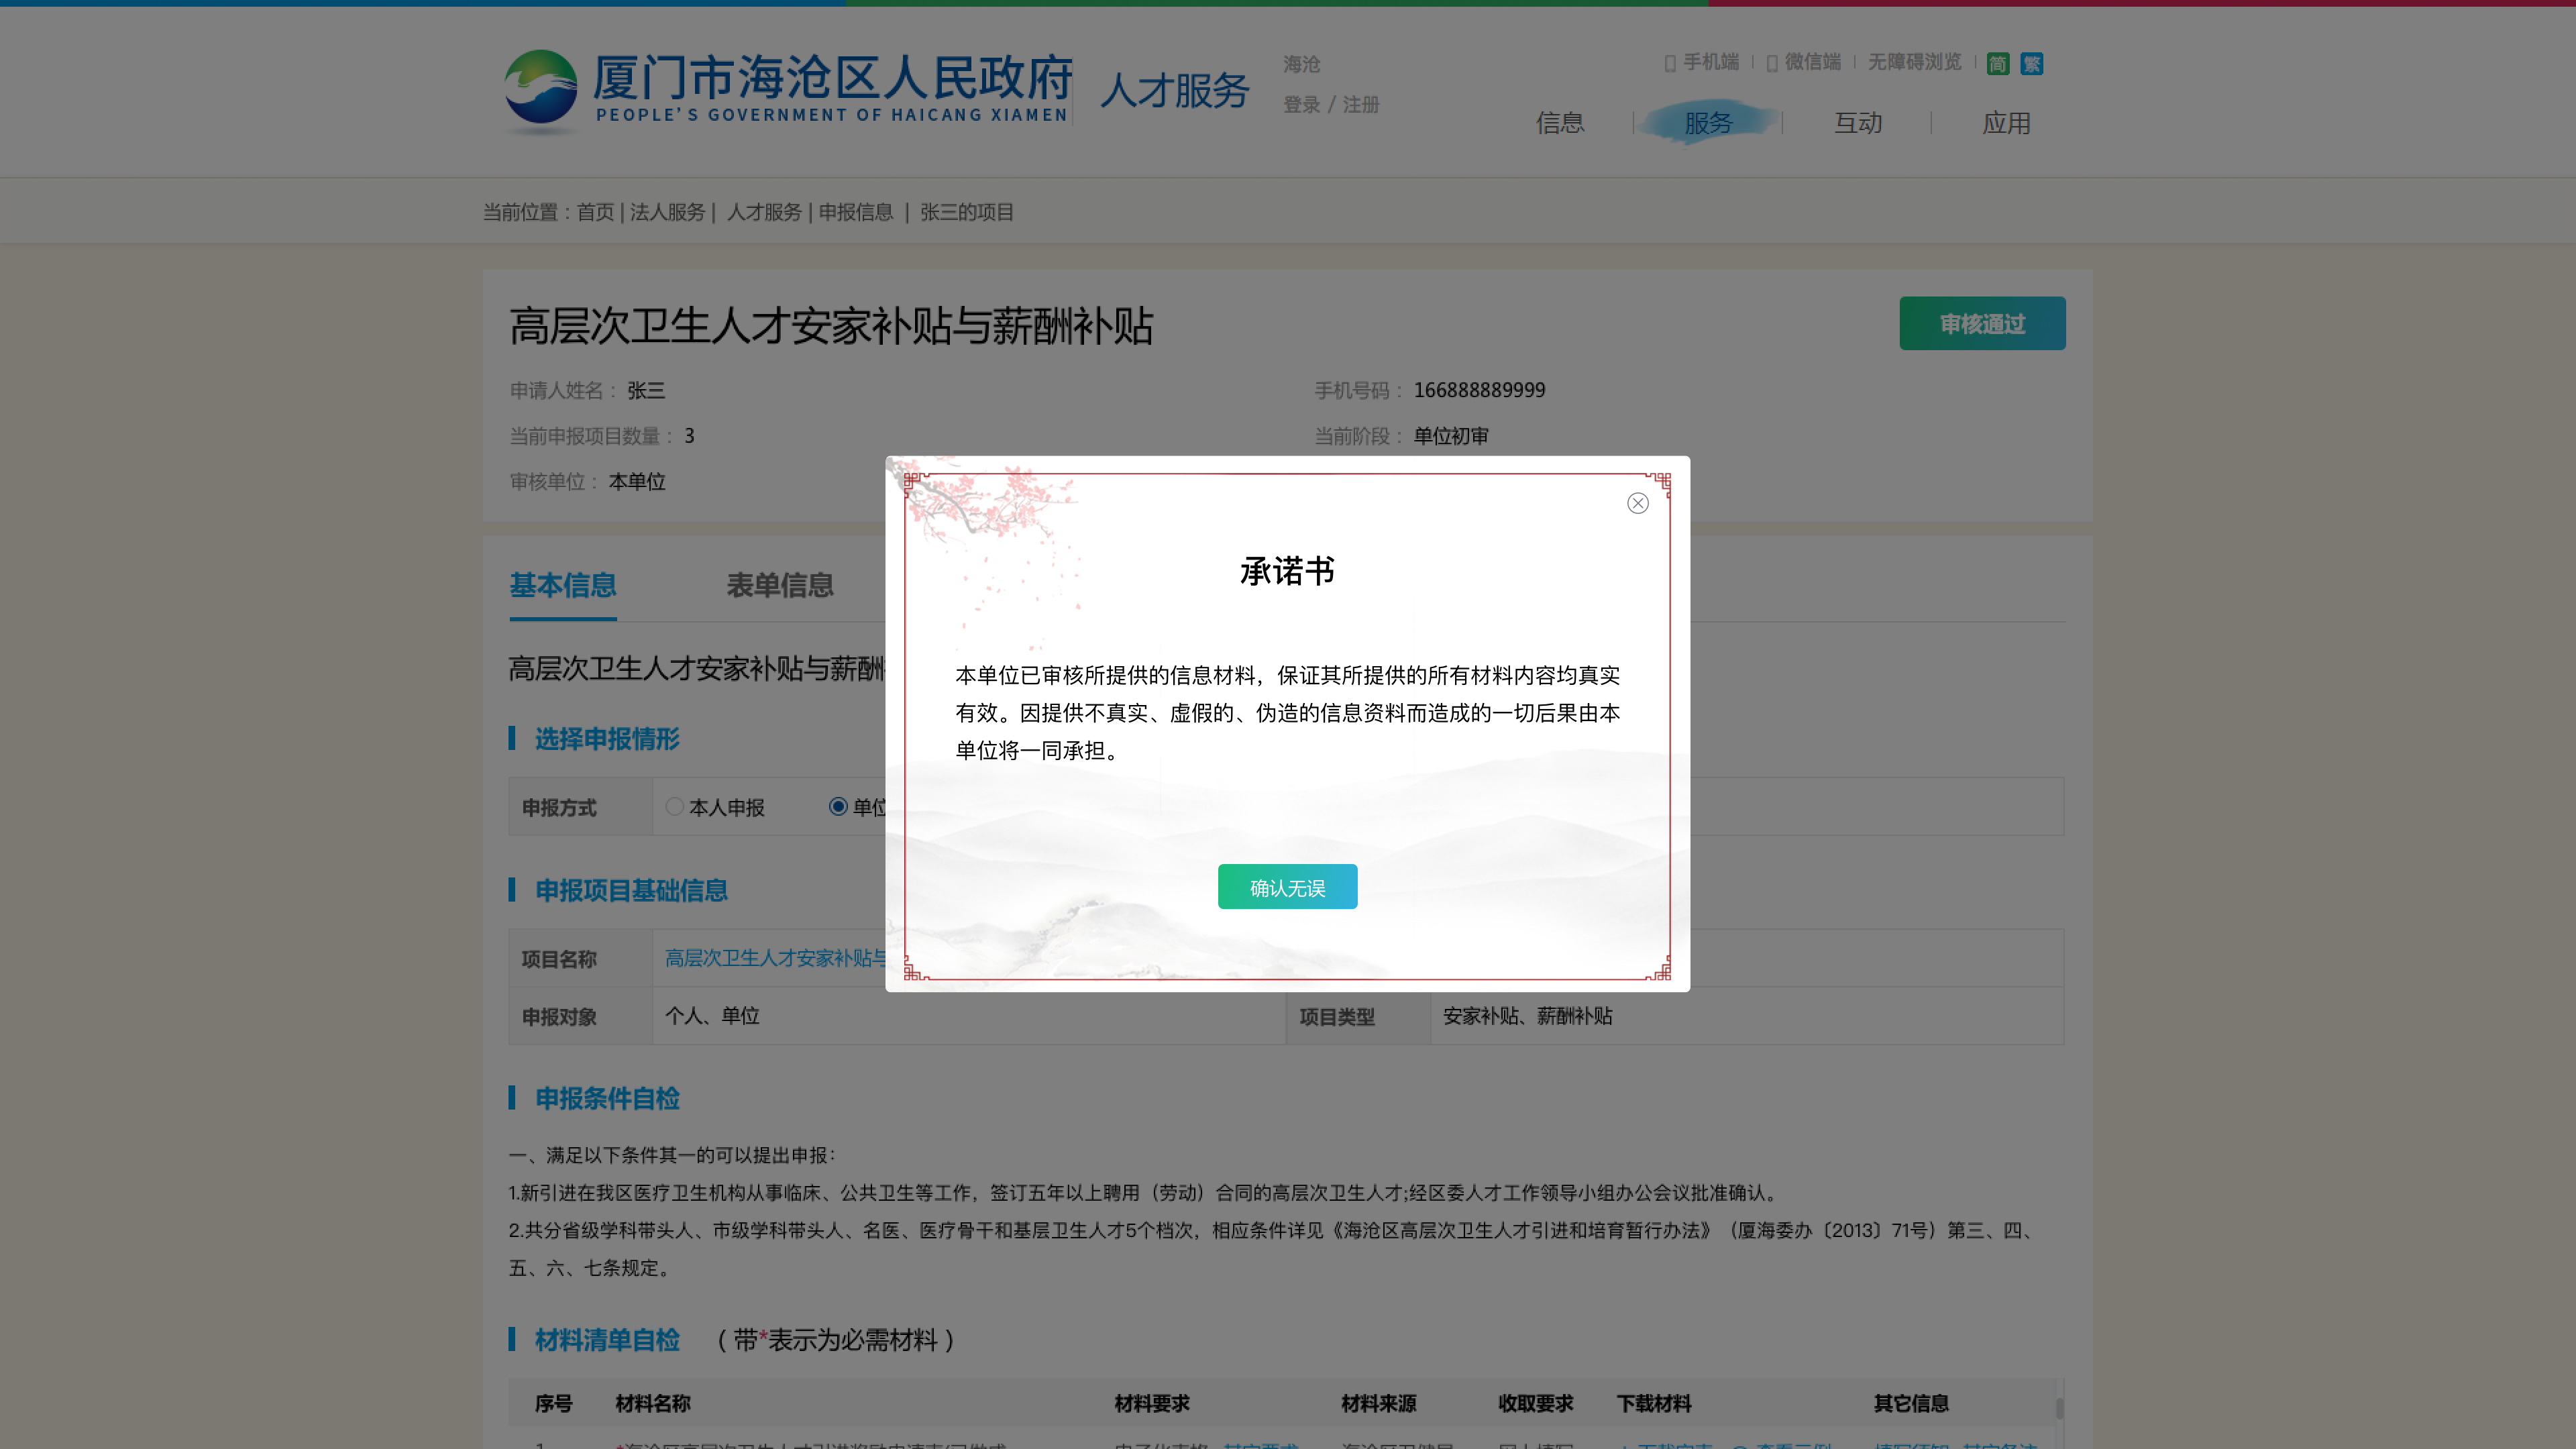 厦门市海沧区人民政府
PEOPLE'S GOVERNMENT OF HAICANG XIAMEN
人才服务
海沧
登录 / 注册
手机端 | 微信端 | 无障碍浏览 | 简 繁
信息 | 服务 | 互动 | 应用
当前位置：首页 | 法人服务 | 人才服务 | 申报信息 | 张三的项目
高层次卫生人才安家补贴与薪酬补贴
审核通过
申请人姓名： 张三
手机号码： 166888889999
当前申报项目数量： 3
当前阶段： 单位初审
审核单位： 本单位
承诺书
本单位已审核所提供的信息材料，保证其所提供的所有材料内容均真实
有效。因提供不真实、虚假的、伪造的信息资料而造成的一切后果由本
单位将一同承担。
确认无误
基本信息 表单信息
高层次卫生人才安家补贴与薪酬
选择申报情形
申报方式 本人申报 单位
申报项目基础信息
项目名称 高层次卫生人才安家补贴与
申报对象 个人、单位 项目类型 安家补贴、薪酬补贴
申报条件自检
一、满足以下条件其一的可以提出申报：
1.新引进在我区医疗卫生机构从事临床、公共卫生等工作，签订五年以上聘用（劳动）合同的高层次卫生人才;经区委人才工作领导小组办公会议批准确认。
2.共分省级学科带头人、市级学科带头人、名医、医疗骨干和基层卫生人才5个档次，相应条件详见《海沧区高层次卫生人才引进和培育暂行办法》（厦海委办〔2013〕71号）第三、四、
五、六、七条规定。
材料清单自检 （ 带*表示为必需材料 ）
序号 材料名称 材料要求 材料来源 收取要求 下载材料 其它信息